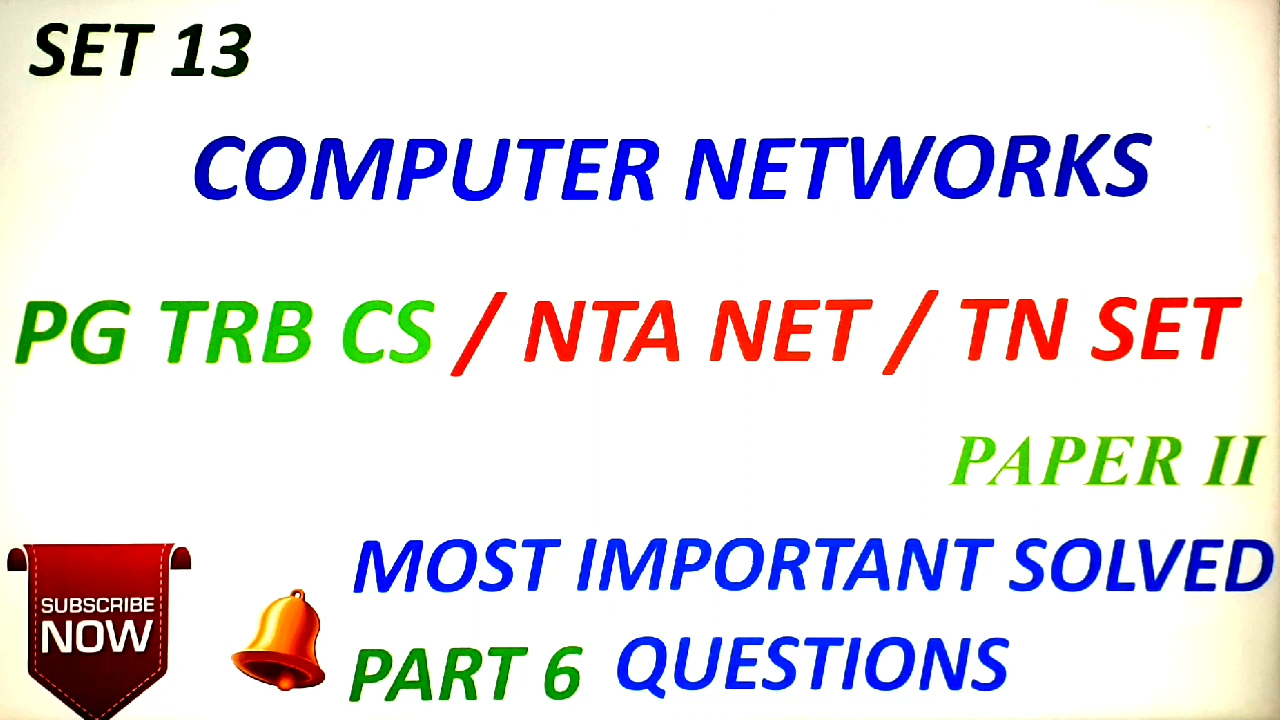 SET 13
COMPUTER NETWORKS
PG TRB CS / NTA NET / TN SET
PAPER II
MOST IMPORTANT SOLVED
PART 6 QUESTIONS
SUBSCRIBE
NOW